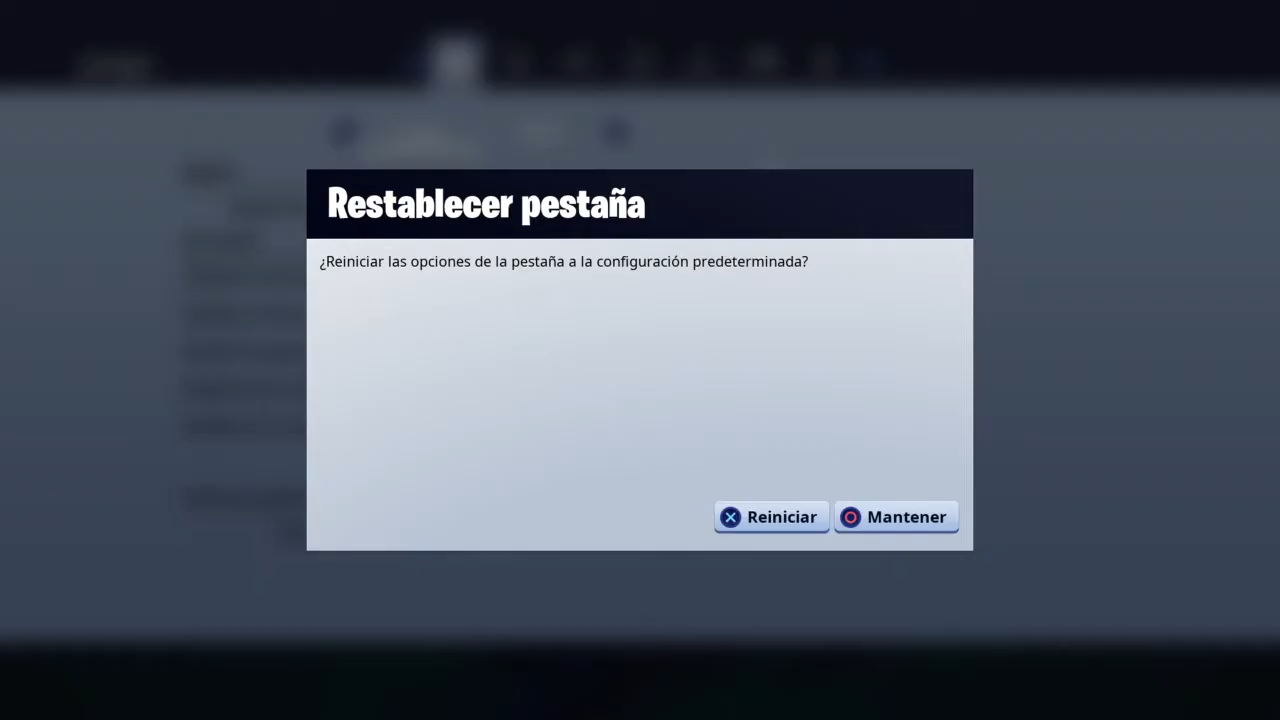 Restablecer pestaña
¿Reiniciar las opciones de la pestaña a la configuración predeterminada?
Reiniciar
Mantener